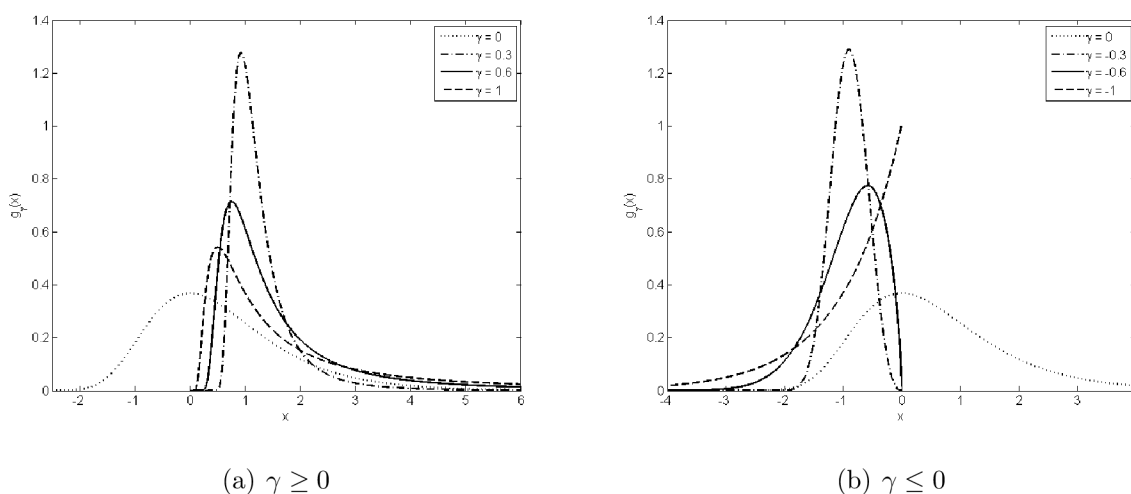 1.4
1.2
1
0.8
0.6
0.4
0.2
0
g_γ(x)
-2 -1 0 1 2 3 4 5 6
x
γ = 0
γ = 0.3
γ = 0.6
γ = 1
(a) γ ≥ 0
1.4
1.2
1
0.8
0.6
0.4
0.2
0
g_γ(x)
-4 -3 -2 -1 0 1 2 3
x
γ = 0
γ = -0.3
γ = -0.6
γ = -1
(b) γ ≤ 0